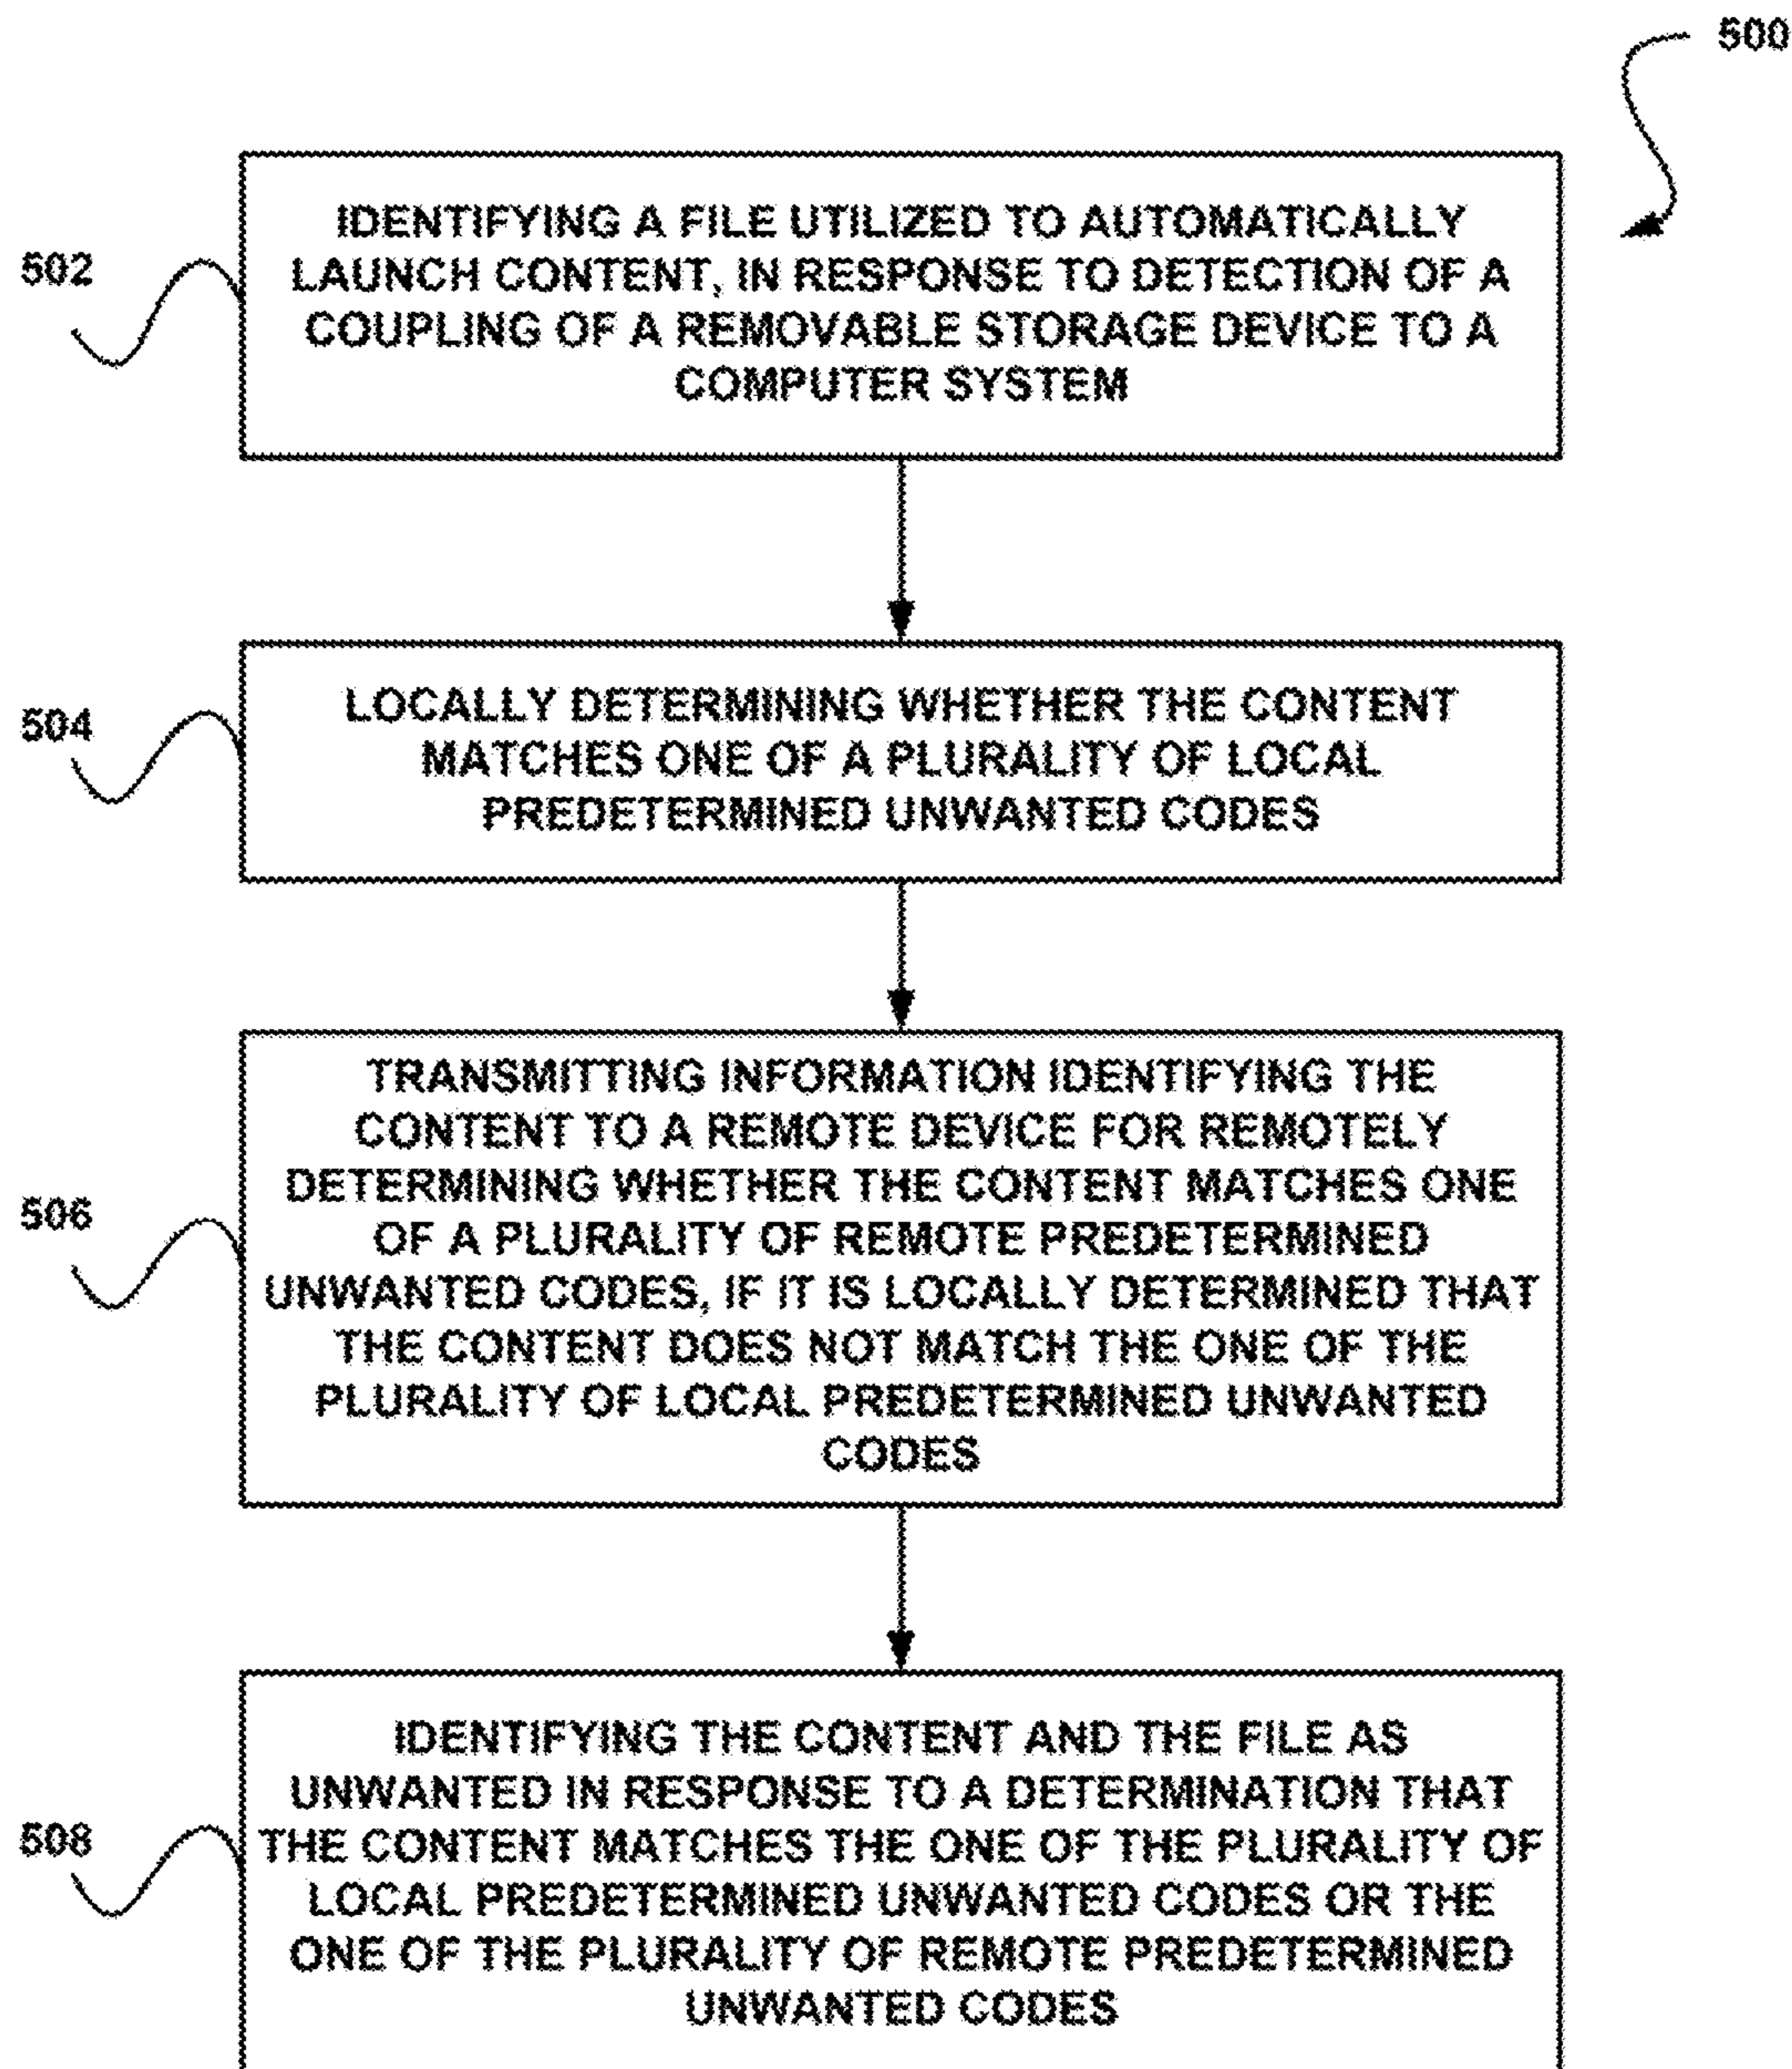 500
502
IDENTIFYING A FILE UTILIZED TO AUTOMATICALLY
LAUNCH CONTENT, IN RESPONSE TO DETECTION OF A
COUPLING OF A REMOVABLE STORAGE DEVICE TO A
COMPUTER SYSTEM
504
LOCALLY DETERMINING WHETHER THE CONTENT
MATCHES ONE OF A PLURALITY OF LOCAL
PREDETERMINED UNWANTED CODES
506
TRANSMITTING INFORMATION IDENTIFYING THE
CONTENT TO A REMOTE DEVICE FOR REMOTELY
DETERMINING WHETHER THE CONTENT MATCHES ONE
OF A PLURALITY OF REMOTE PREDETERMINED
UNWANTED CODES, IF IT IS LOCALLY DETERMINED THAT
THE CONTENT DOES NOT MATCH THE ONE OF THE
PLURALITY OF LOCAL PREDETERMINED UNWANTED
CODES
508
IDENTIFYING THE CONTENT AND THE FILE AS
UNWANTED IN RESPONSE TO A DETERMINATION THAT
THE CONTENT MATCHES THE ONE OF THE PLURALITY OF
LOCAL PREDETERMINED UNWANTED CODES OR THE
ONE OF THE PLURALITY OF REMOTE PREDETERMINED
UNWANTED CODES